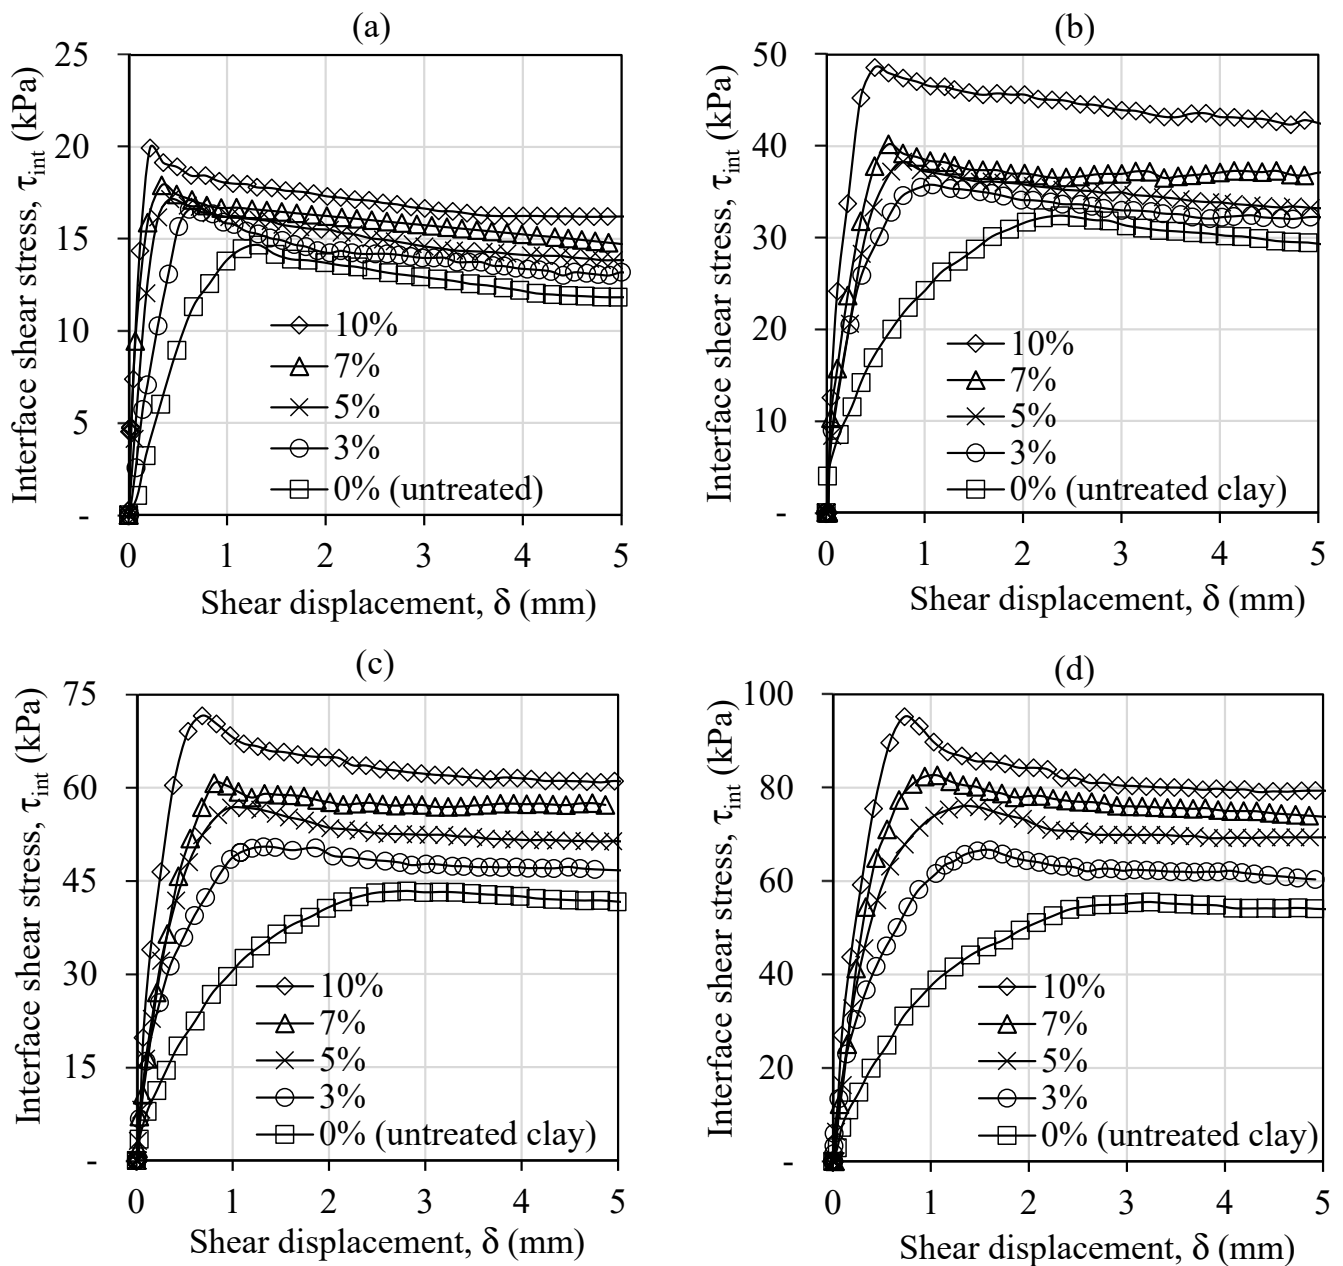 (a)
Interface shear stress, τint (kPa)
25
20
15
10
5
-
0 1 2 3 4 5
Shear displacement, δ (mm)
10%
7%
5%
3%
0% (untreated)
(b)
Interface shear stress, τint (kPa)
50
40
30
20
10
-
0 1 2 3 4 5
Shear displacement, δ (mm)
10%
7%
5%
3%
0% (untreated clay)
(c)
Interface shear stress, τint (kPa)
75
60
45
30
15
-
0 1 2 3 4 5
Shear displacement, δ (mm)
10%
7%
5%
3%
0% (untreated clay)
(d)
Interface shear stress, τint (kPa)
100
80
60
40
20
-
0 1 2 3 4 5
Shear displacement, δ (mm)
10%
7%
5%
3%
0% (untreated clay)